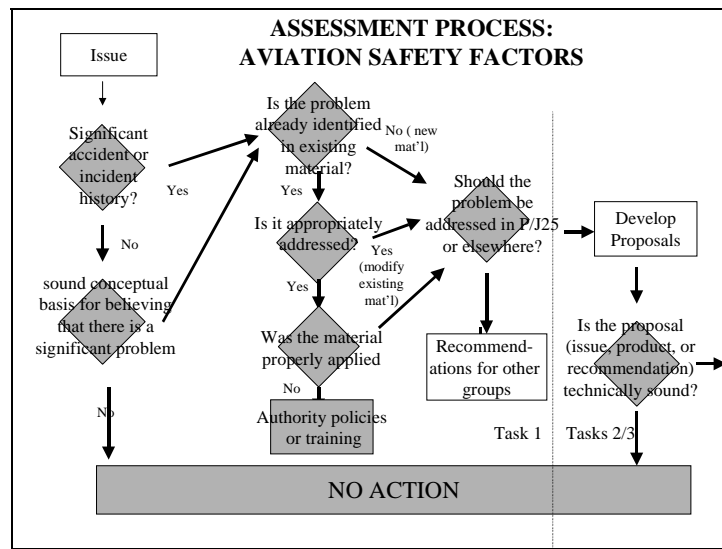 ASSESSMENT PROCESS:
AVIATION SAFETY FACTORS
Issue
Significant
accident or
incident
history?
Yes
No
sound conceptual
basis for believing
that there is a
significant problem
No
Is the problem
already identified
in existing
material?
No ( new
mat'l)
Yes
Is it appropriately
addressed?
Yes
(modify
existing
mat'l)
Yes
Was the material
properly applied
No
Authority policies
or training
Should the
problem be
addressed in P/J25
or elsewhere?
Recommend-
ations for other
groups
Develop
Proposals
Is the proposal
(issue, product, or
recommendation)
technically sound?
Task 1
Tasks 2/3
NO ACTION